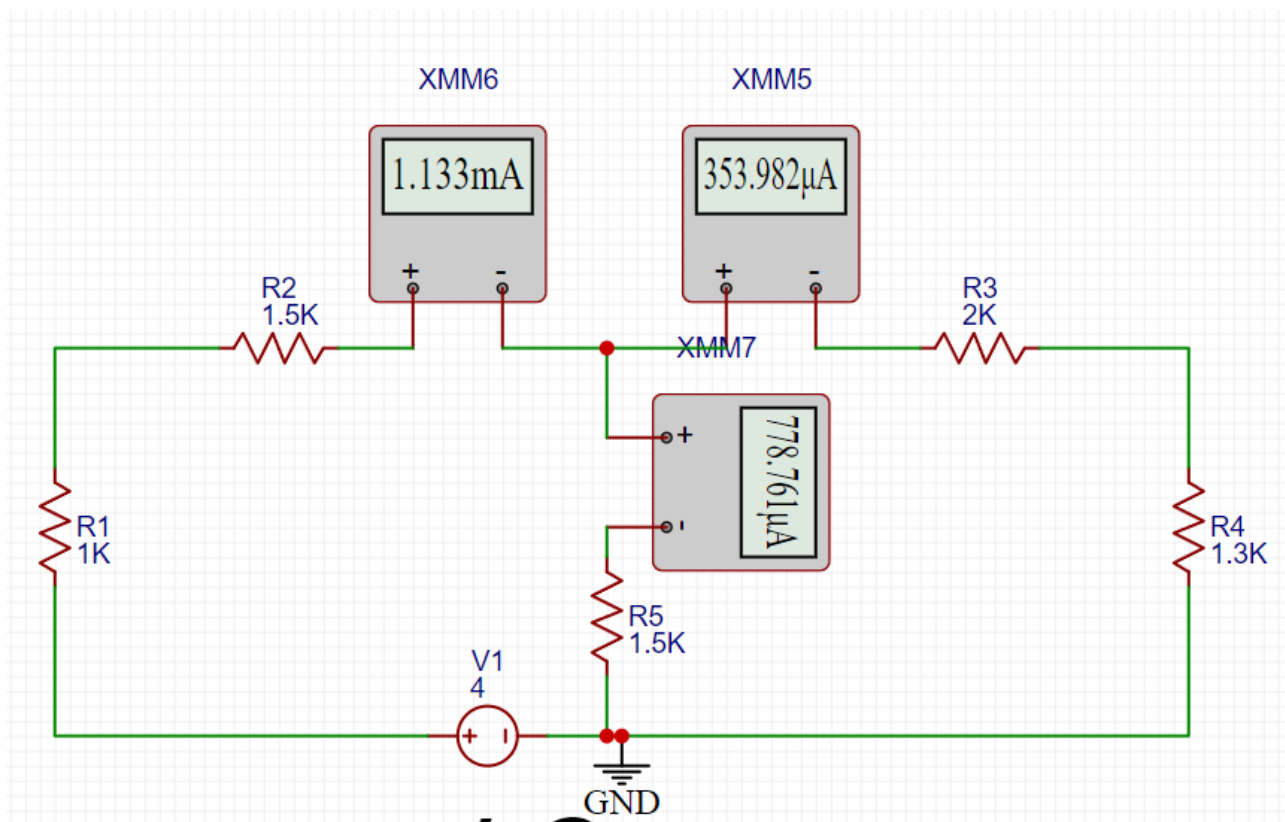 XMM6
XMM5
1.133mA
353.982µA
+
-
+
-
R2
1.5K
R3
2K
XMM7
+
-
778.761µA
R1
1K
R4
1.3K
R5
1.5K
V1
4
+
GND